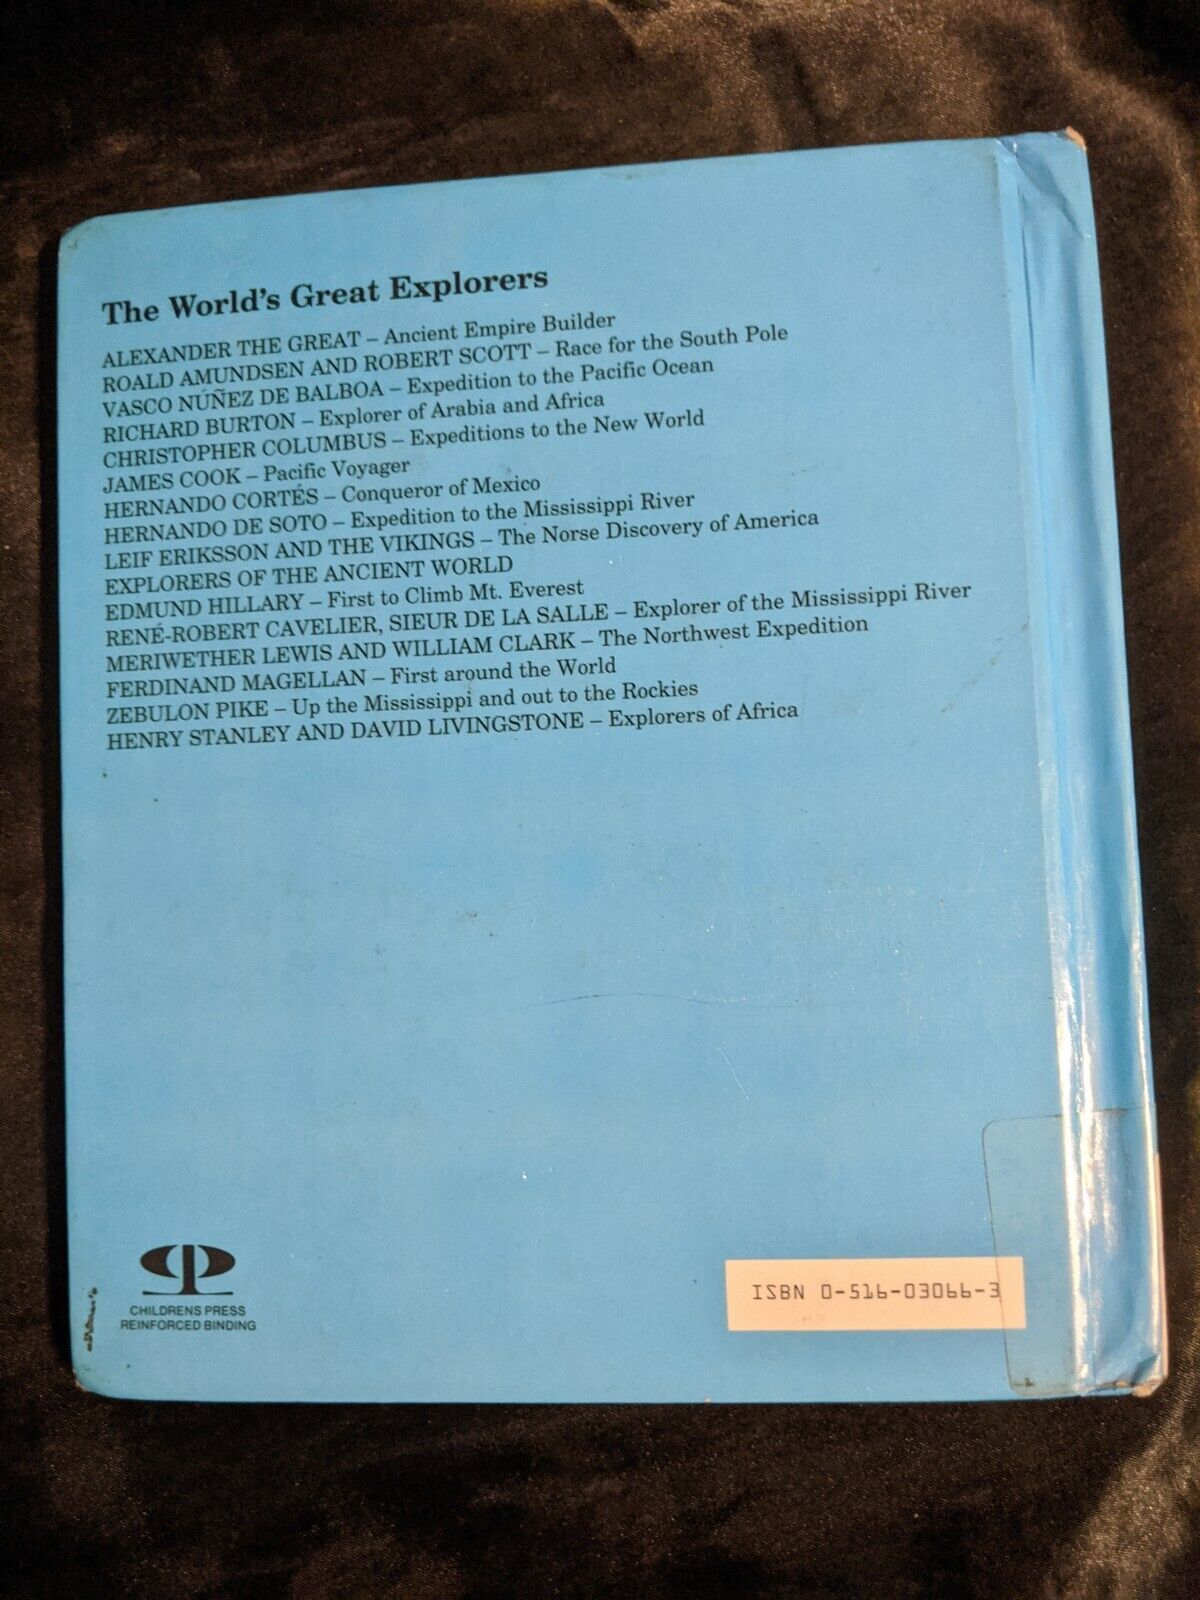 The World's Great Explorers
ALEXANDER THE GREAT – Ancient Empire Builder
ROALD AMUNDSEN AND ROBERT SCOTT – Race for the South Pole
VASCO NÚÑEZ DE BALBOA – Expedition to the Pacific Ocean
RICHARD BURTON – Explorer of Arabia and Africa
CHRISTOPHER COLUMBUS – Expeditions to the New World
JAMES COOK – Pacific Voyager
HERNANDO CORTÉS – Conqueror of Mexico
HERNANDO DE SOTO – Expedition to the Mississippi River
LEIF ERIKSSON AND THE VIKINGS – The Norse Discovery of America
EXPLORERS OF THE ANCIENT WORLD
EDMUND HILLARY – First to Climb Mt. Everest
RENÉ-ROBERT CAVELIER, SIEUR DE LA SALLE – Explorer of the Mississippi River
MERIWETHER LEWIS AND WILLIAM CLARK – The Northwest Expedition
FERDINAND MAGELLAN – First around the World
ZEBULON PIKE – Up the Mississippi and out to the Rockies
HENRY STANLEY AND DAVID LIVINGSTONE – Explorers of Africa
CHILDRENS PRESS
REINFORCED BINDING
ISBN 0-516-03066-3